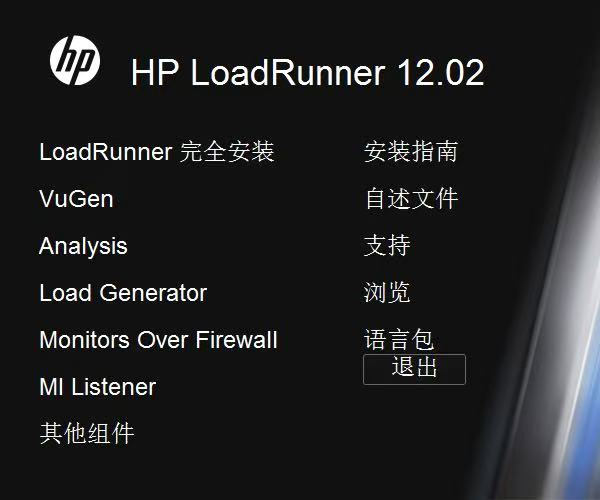 hp
HP LoadRunner 12.02
LoadRunner 完全安装
VuGen
Analysis
Load Generator
Monitors Over Firewall
MI Listener
其他组件
安装指南
自述文件
支持
浏览
语言包
退出